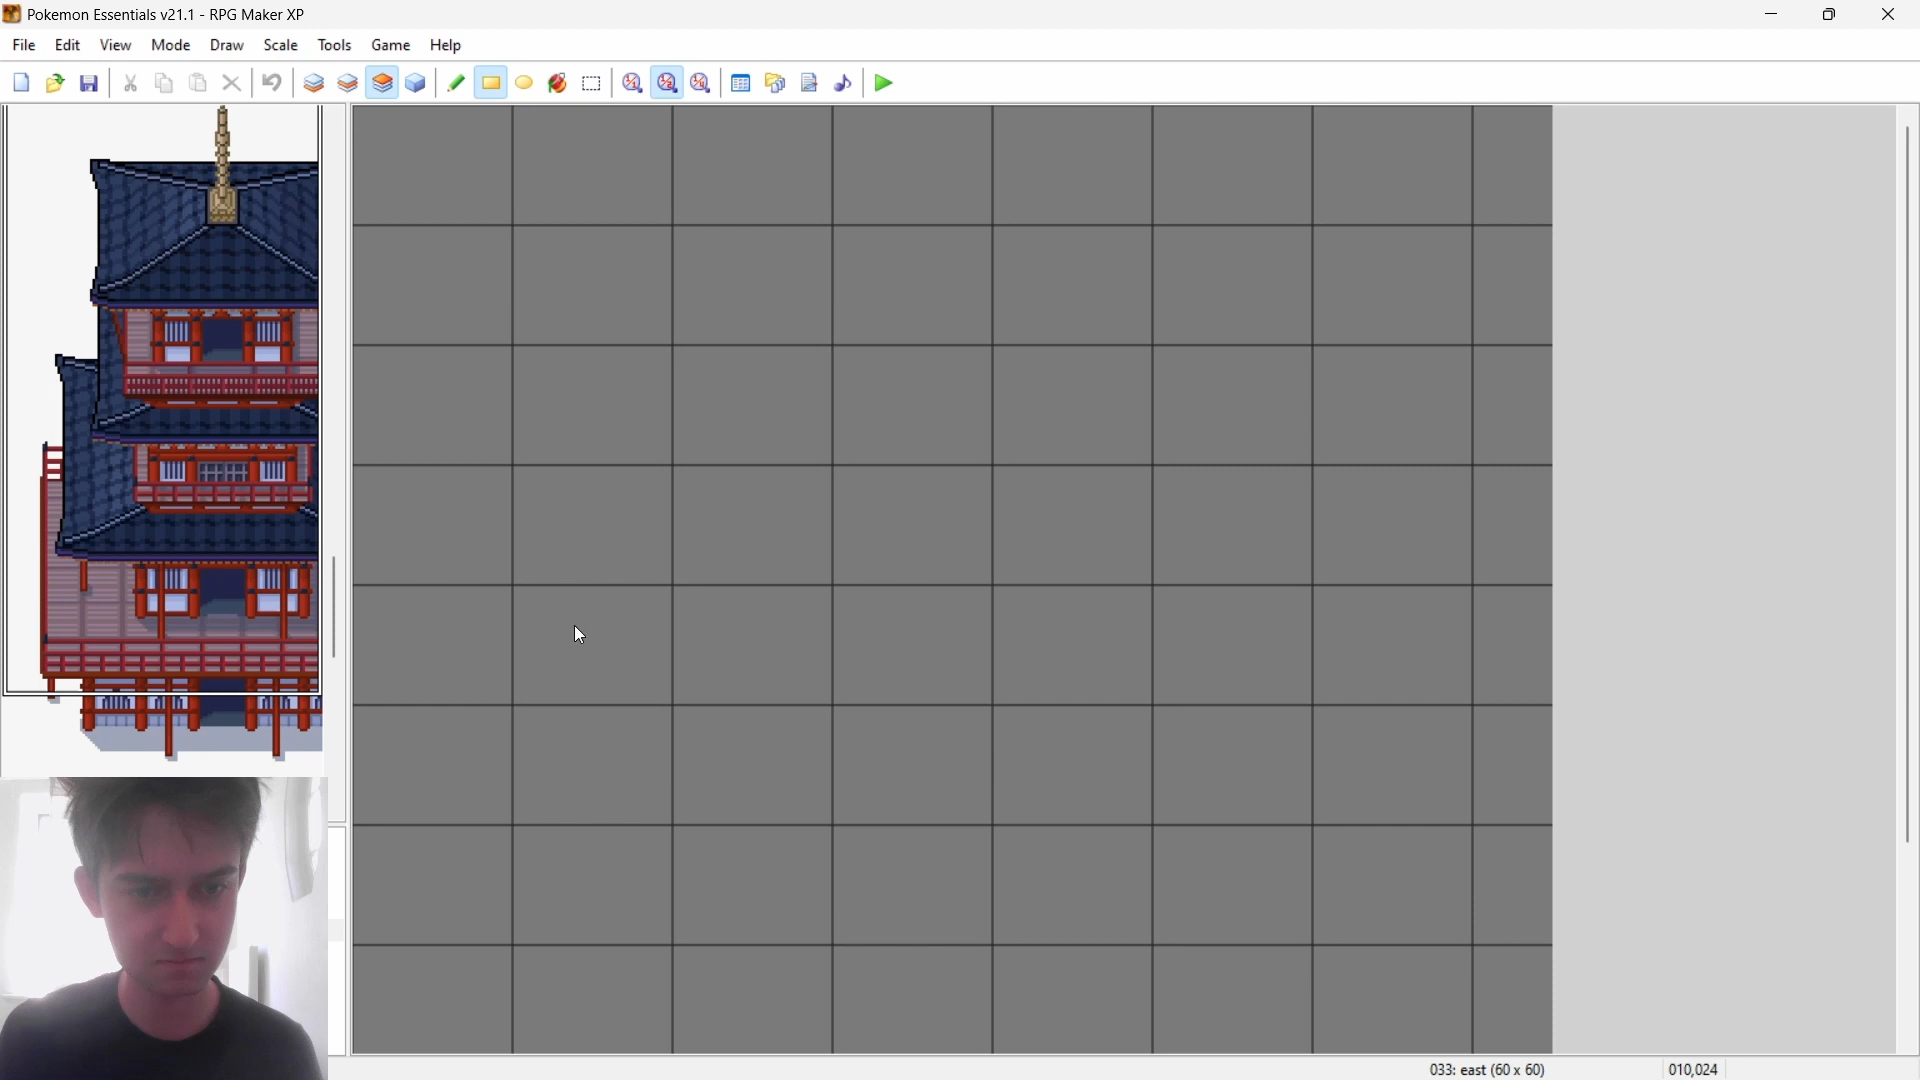 Pokemon Essentials v21.1 - RPG Maker XP
File Edit View Mode Draw Scale Tools Game Help
033: east (60 x 60) 010,024